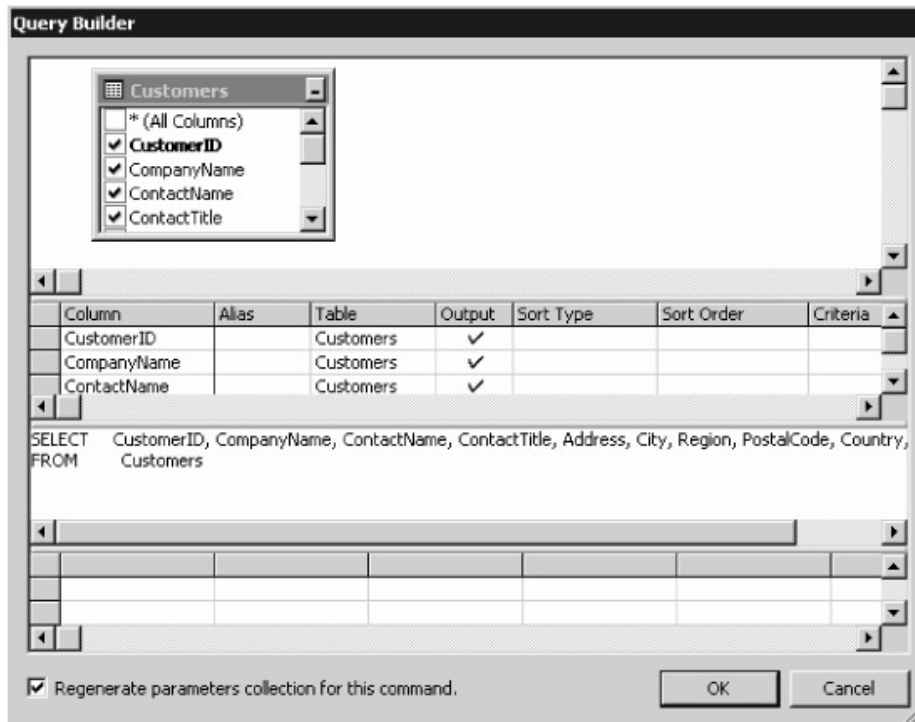 Query Builder
Customers
* (All Columns)
CustomerID
CompanyName
ContactName
ContactTitle
Column Alias Table Output Sort Type Sort Order Criteria
CustomerID Customers
CompanyName Customers
ContactName Customers
SELECT CustomerID, CompanyName, ContactName, ContactTitle, Address, City, Region, PostalCode, Country,
FROM Customers
Regenerate parameters collection for this command.
OK Cancel